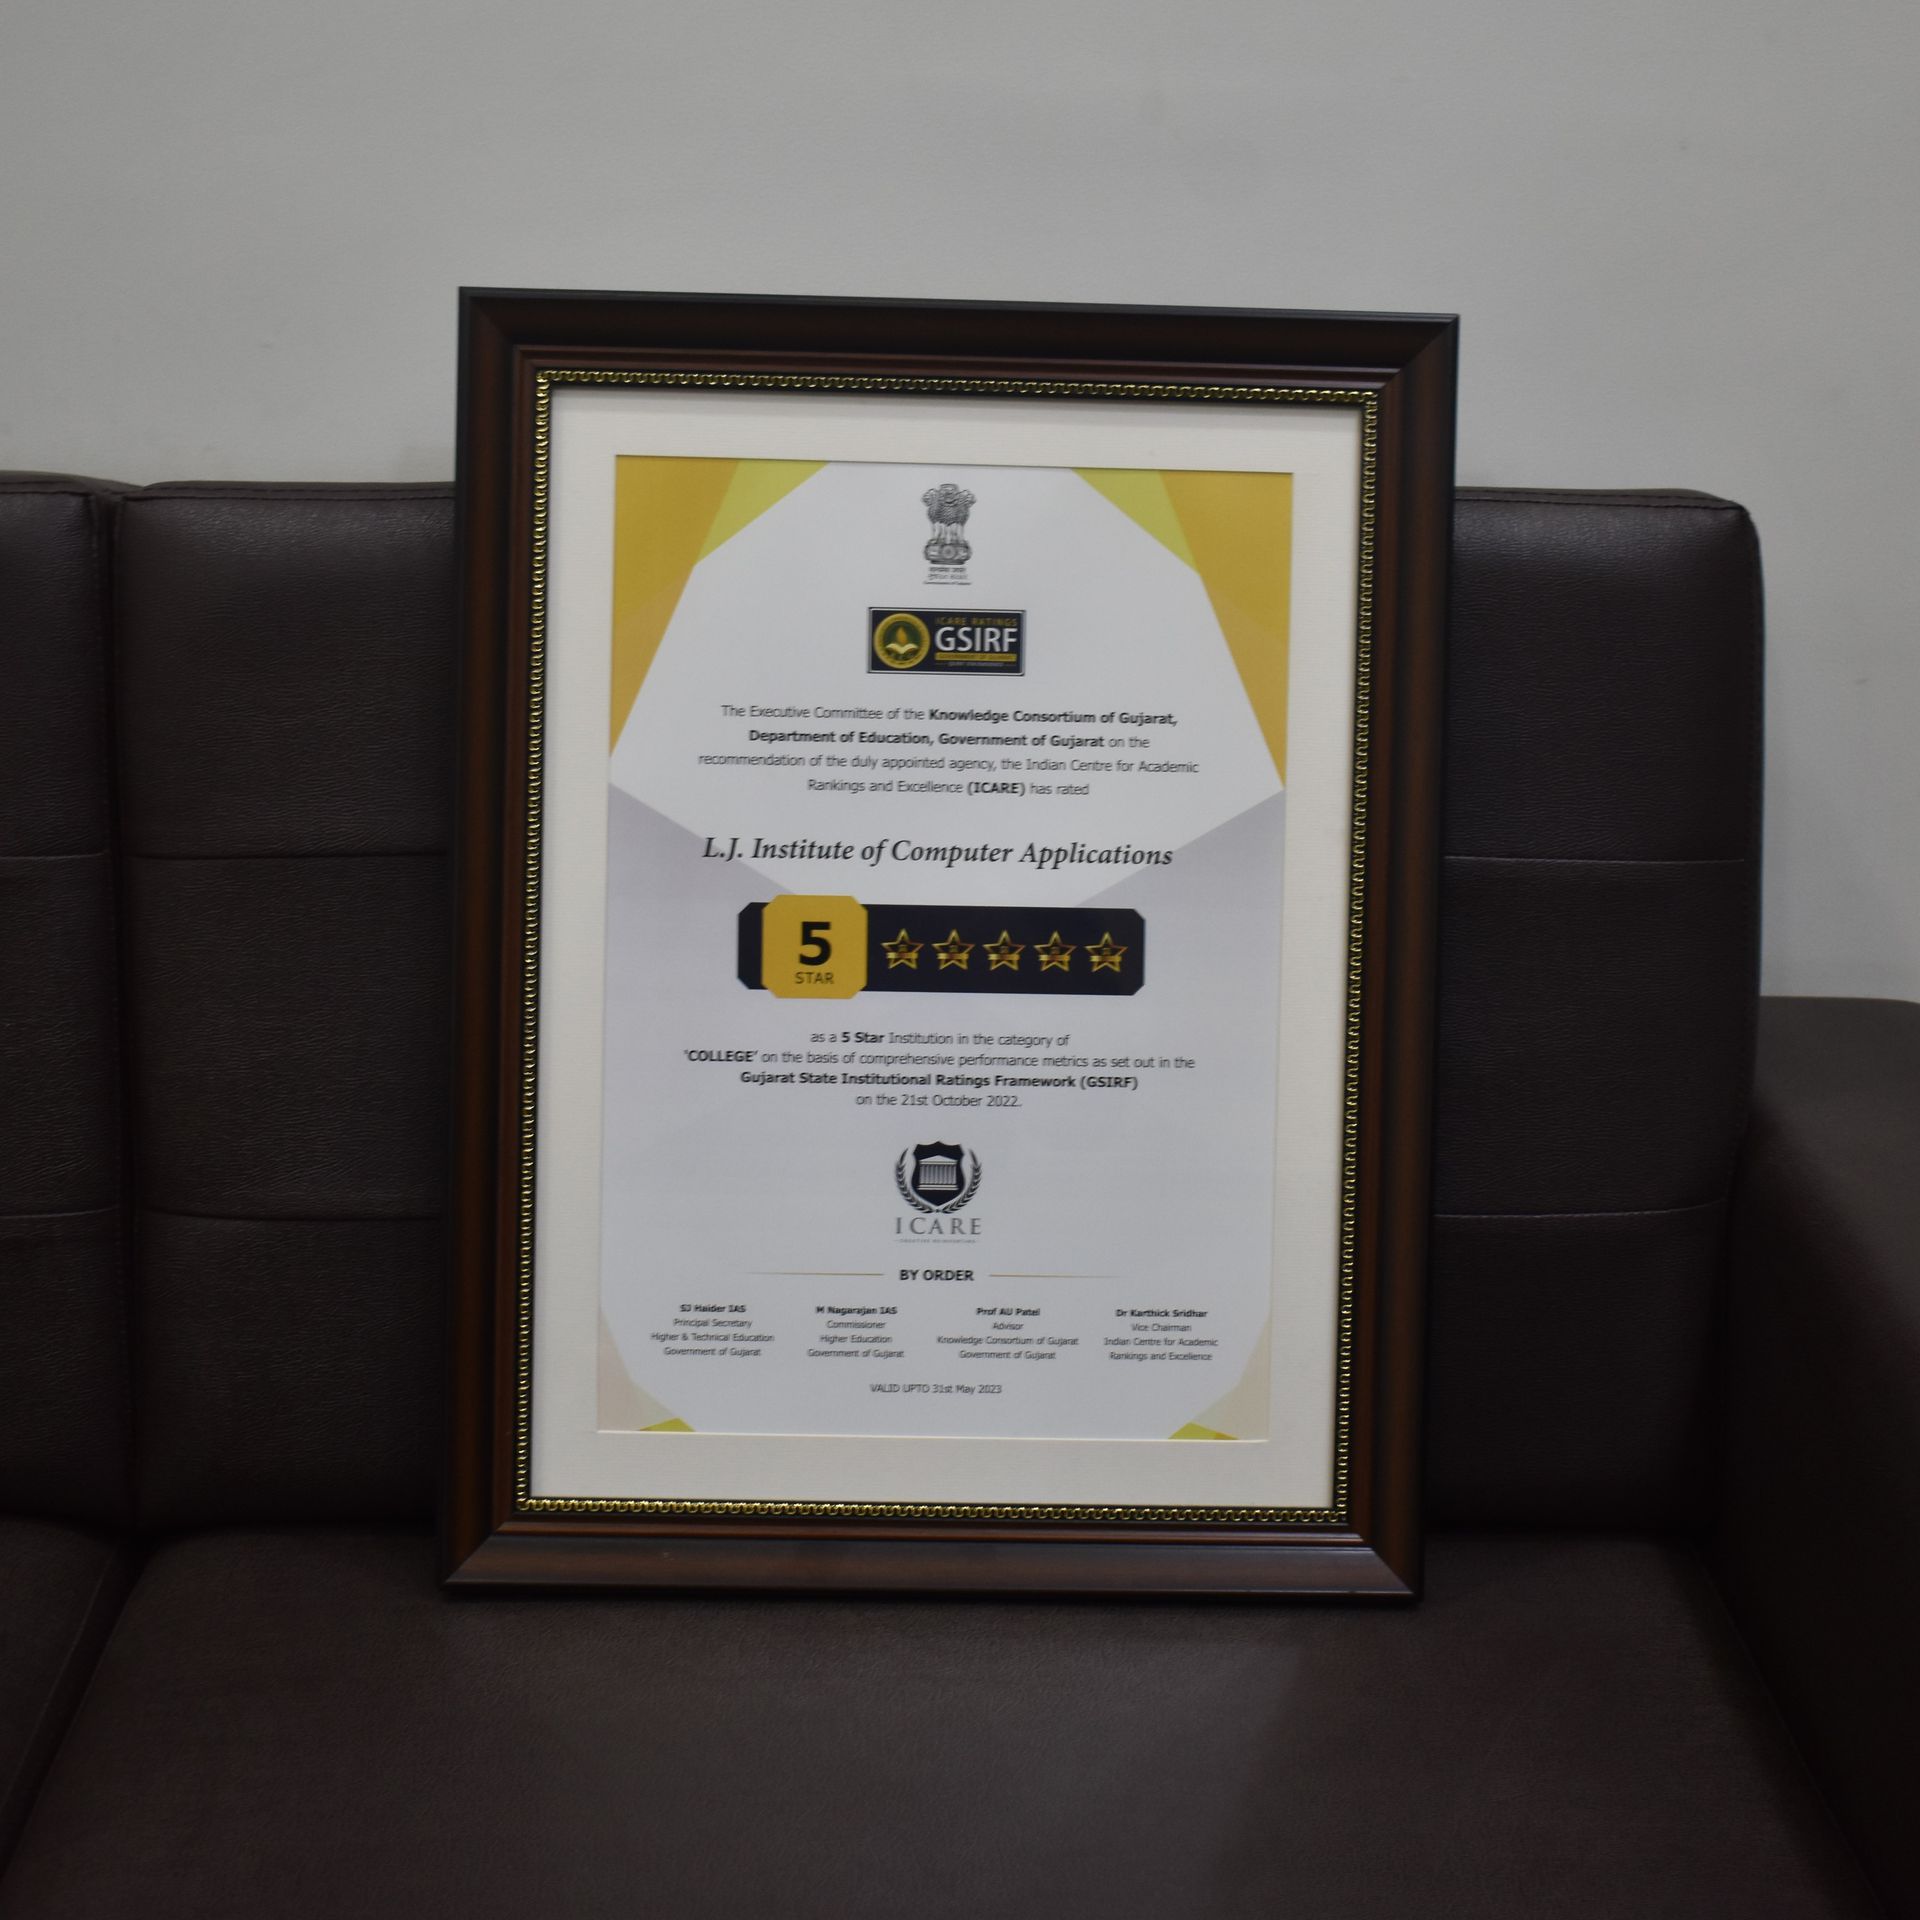 ICARE RATINGS
GSIRF
The Executive Committee of the Knowledge Consortium of Gujarat,
Department of Education, Government of Gujarat on the
recommendation of the duly appointed agency, the Indian Centre for Academic
Rankings and Excellence (ICARE) has rated
L.J. Institute of Computer Applications
5
STAR
as a 5 Star Institution in the category of
'COLLEGE' on the basis of comprehensive performance metrics as set out in the
Gujarat State Institutional Ratings Framework (GSIRF)
on the 21st October 2022.
ICARE
BY ORDER
SJ Haider IAS
Principal Secretary
Higher & Technical Education
Government of Gujarat
M Nagarajan IAS
Commissioner
Higher Education
Government of Gujarat
Prof AU Patel
Advisor
Knowledge Consortium of Gujarat
Government of Gujarat
Dr Karthick Sridhar
Vice Chairman
Indian Centre for Academic
Rankings and Excellence
VALID UPTO 31st May 2023